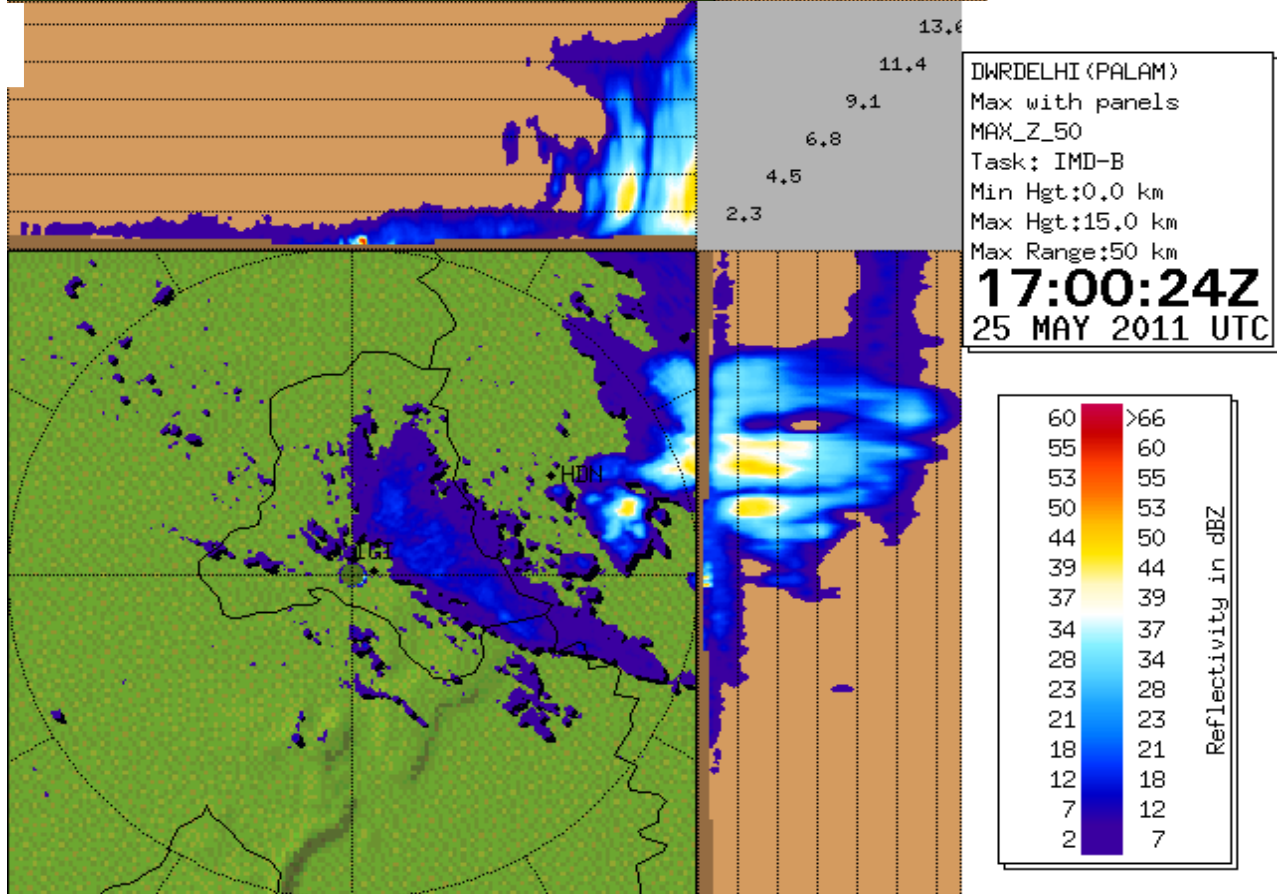 13.6
11.4
9.1
6.8
4.5
2.3
DWRDELHI(PALAM)
Max with panels
MAX_Z_50
Task: IMD-B
Min Hgt:0.0 km
Max Hgt:15.0 km
Max Range:50 km
17:00:24Z
25 MAY 2011 UTC
HDN
IGI
60 >66
55 60
53 55
50 53
44 50
39 44
37 39
34 37
28 34
23 28
21 23
18 21
12 18
7 12
2 7
Reflectivity in dBZ